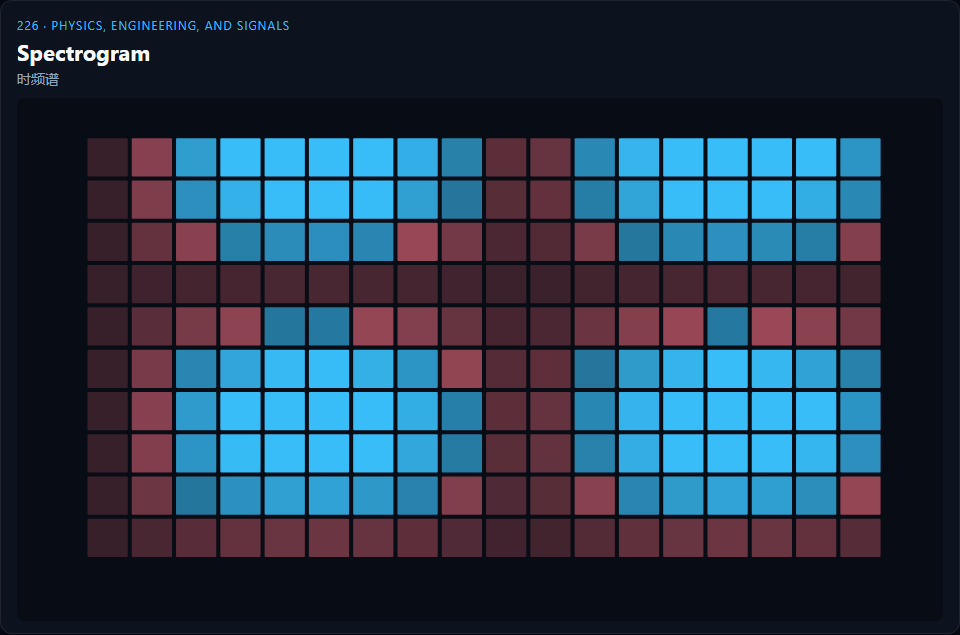 226 · PHYSICS, ENGINEERING, AND SIGNALS
Spectrogram
时频谱